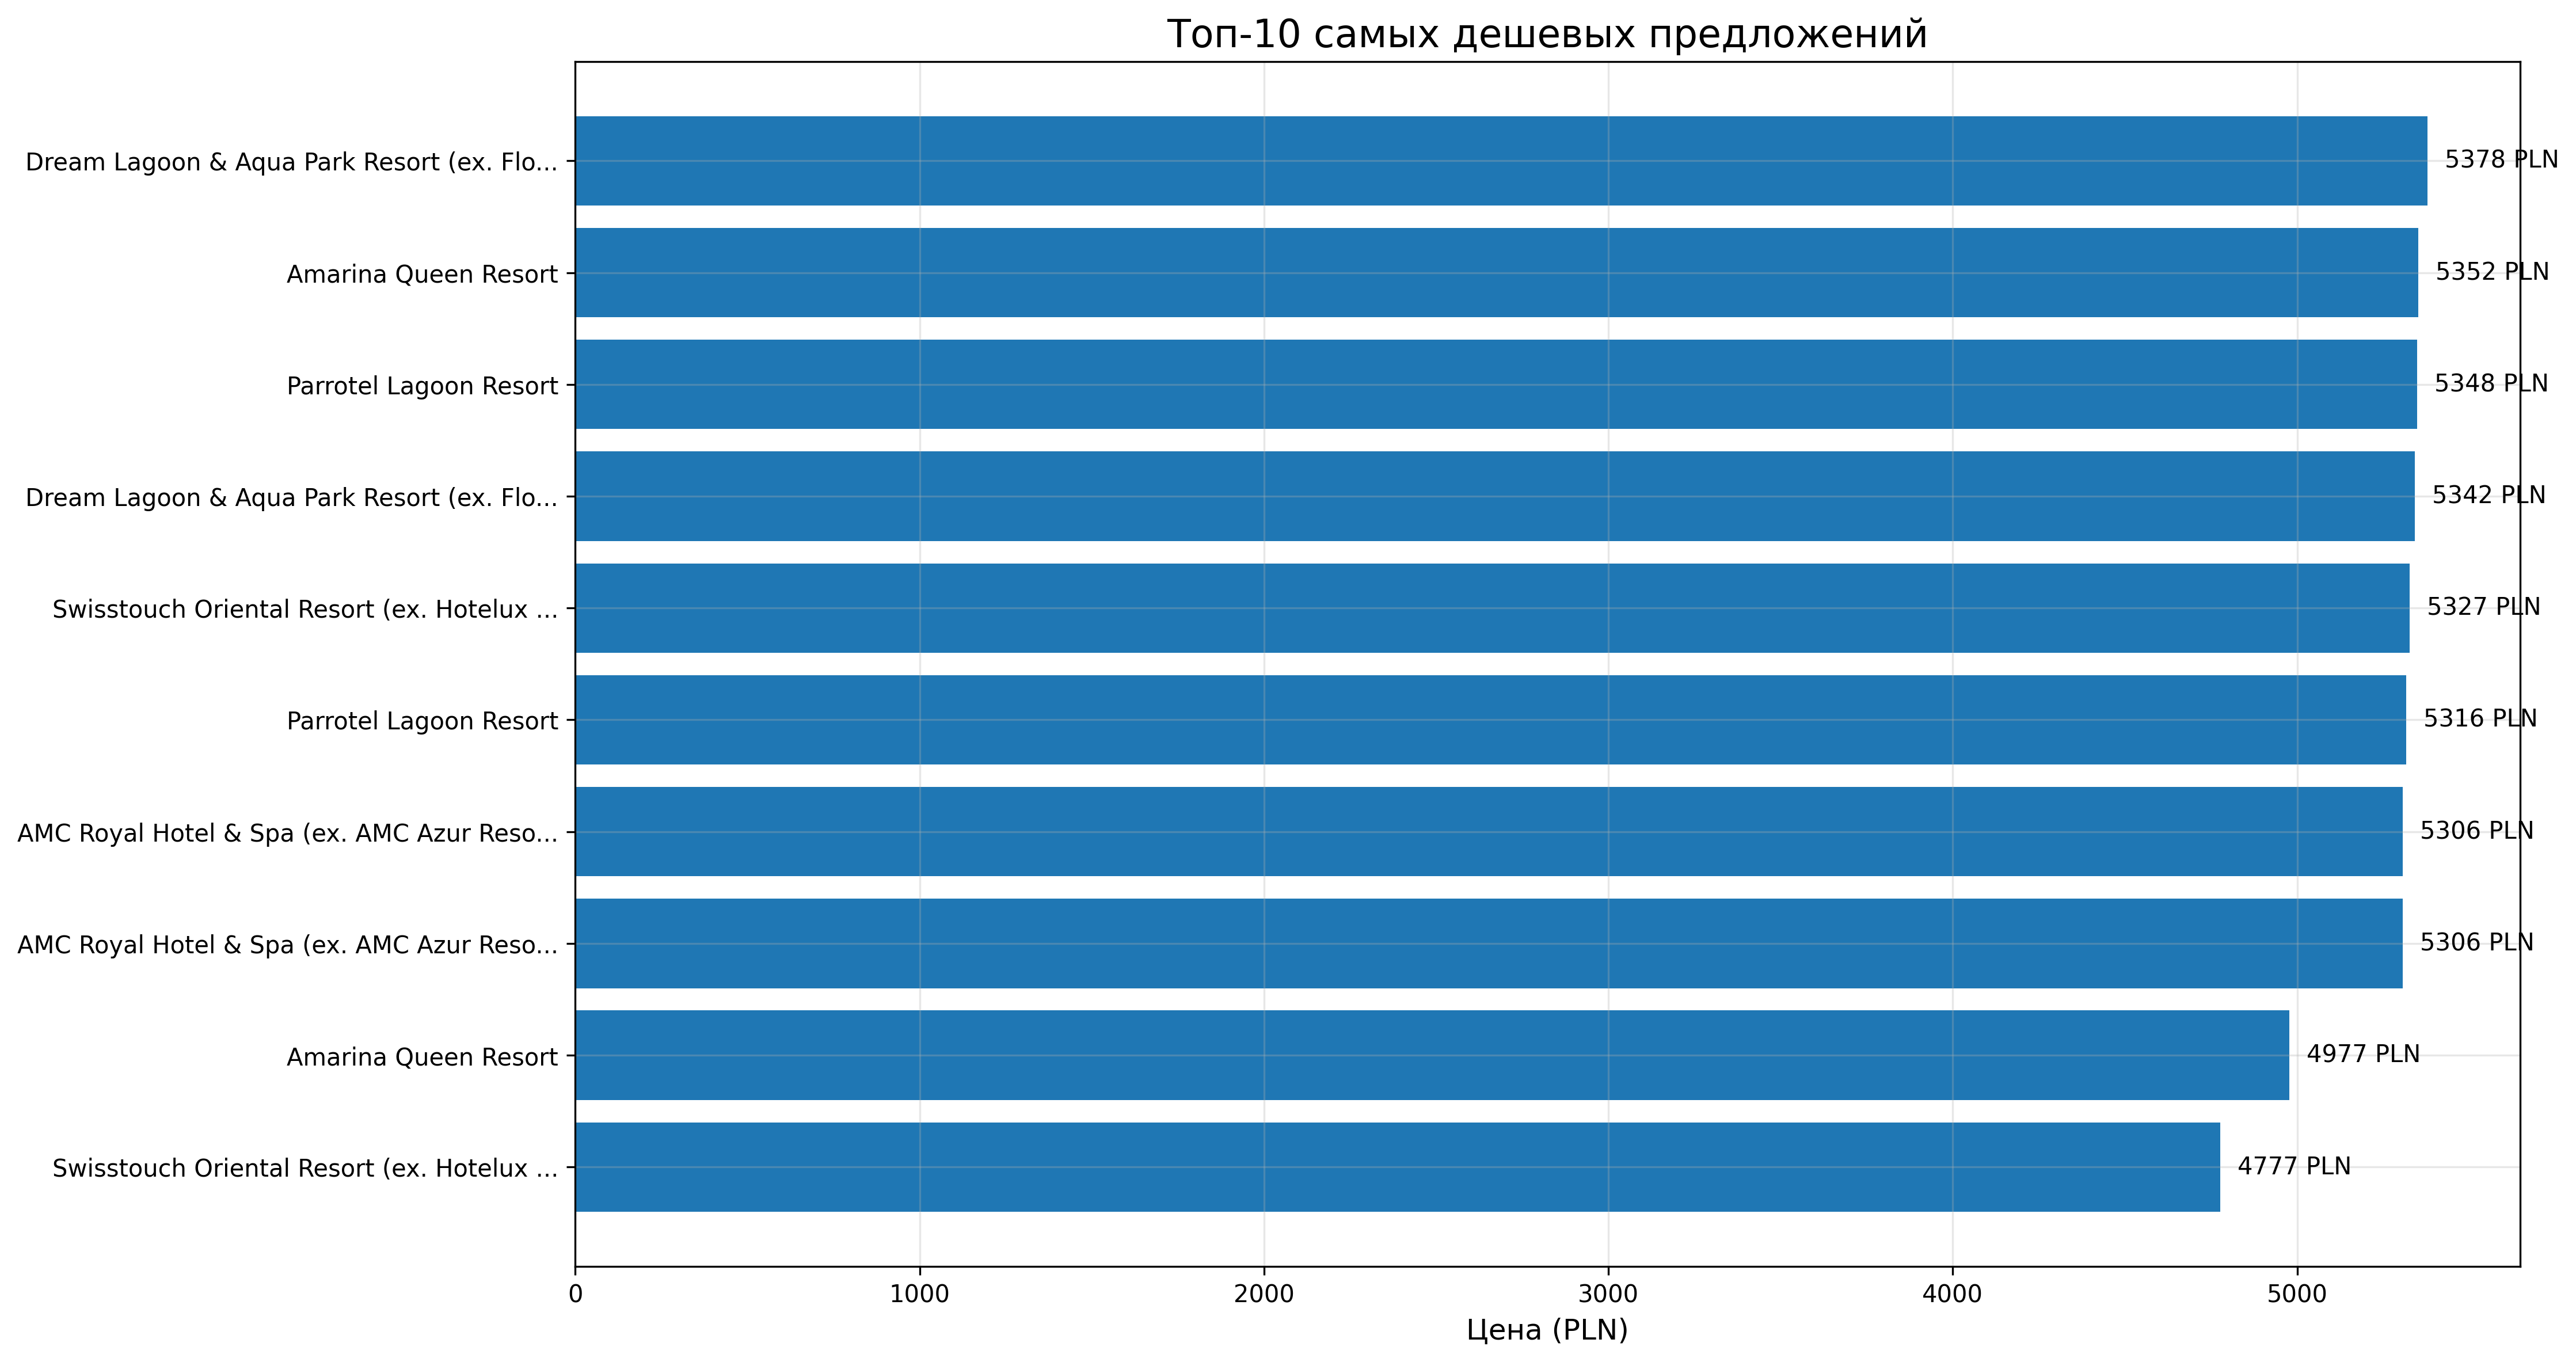 Топ-10 самых дешевых предложений
Dream Lagoon & Aqua Park Resort (ex. Flo... 5378 PLN
Amarina Queen Resort 5352 PLN
Parrotel Lagoon Resort 5348 PLN
Dream Lagoon & Aqua Park Resort (ex. Flo... 5342 PLN
Swisstouch Oriental Resort (ex. Hotelux ... 5327 PLN
Parrotel Lagoon Resort 5316 PLN
AMC Royal Hotel & Spa (ex. AMC Azur Reso... 5306 PLN
AMC Royal Hotel & Spa (ex. AMC Azur Reso... 5306 PLN
Amarina Queen Resort 4977 PLN
Swisstouch Oriental Resort (ex. Hotelux ... 4777 PLN
0 1000 2000 3000 4000 5000
Цена (PLN)